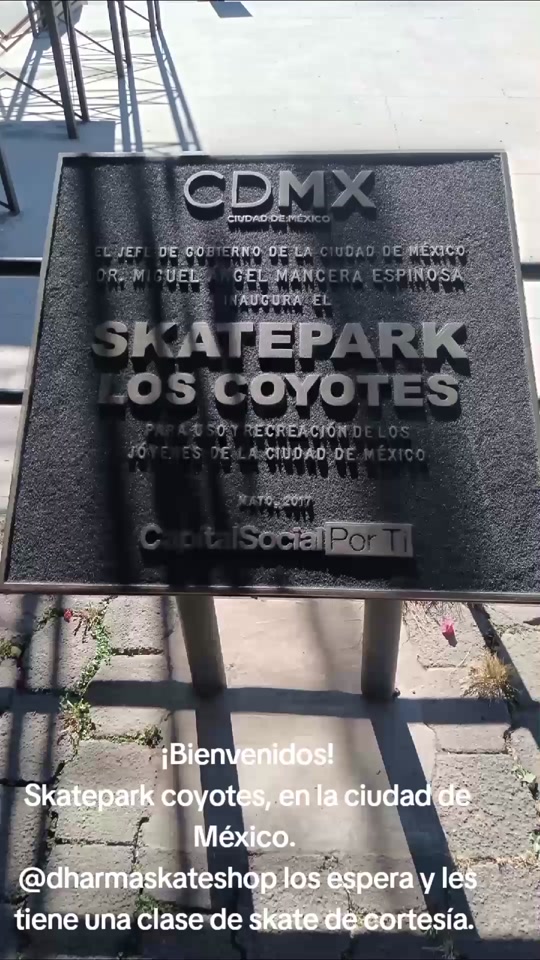 CDMX
CIUDAD DE MÉXICO
EL JEFE DE GOBIERNO DE LA CIUDAD DE MÉXICO
DR. MIGUEL ÁNGEL MANCERA ESPINOSA
INAUGURA EL
SKATEPARK
LOS COYOTES
PARA USO Y RECREACIÓN DE LOS
JÓVENES DE LA CIUDAD DE MÉXICO
MAYO, 2017
CapitalSocial Por Ti
¡Bienvenidos!
Skatepark coyotes, en la ciudad de
México.
@dharmaskateshop los espera y les
tiene una clase de skate de cortesía.